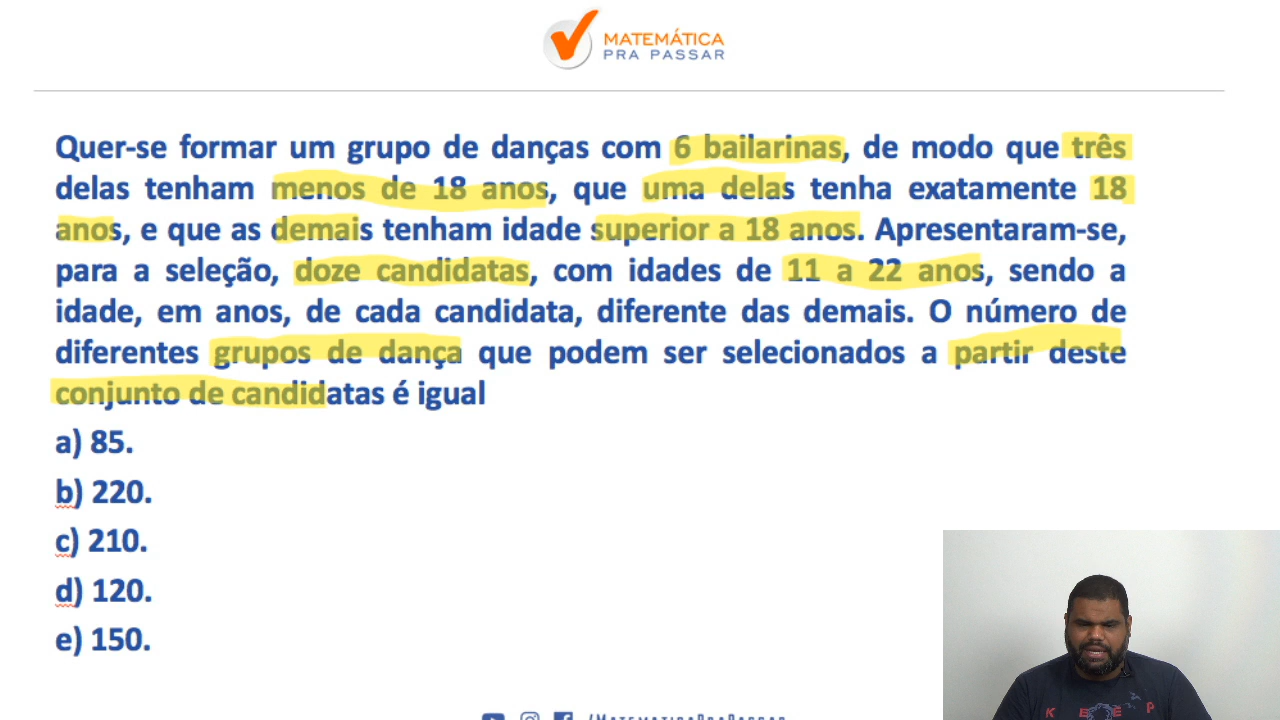 MATEMÁTICA
PRA PASSAR
Quer-se formar um grupo de danças com 6 bailarinas, de modo que três
delas tenham menos de 18 anos, que uma delas tenha exatamente 18
anos, e que as demais tenham idade superior a 18 anos. Apresentaram-se,
para a seleção, doze candidatas, com idades de 11 a 22 anos, sendo a
idade, em anos, de cada candidata, diferente das demais. O número de
diferentes grupos de dança que podem ser selecionados a partir deste
conjunto de candidatas é igual
a) 85.
b) 220.
c) 210.
d) 120.
e) 150.
KEEP
/MATEMATICAPRAPASSAR